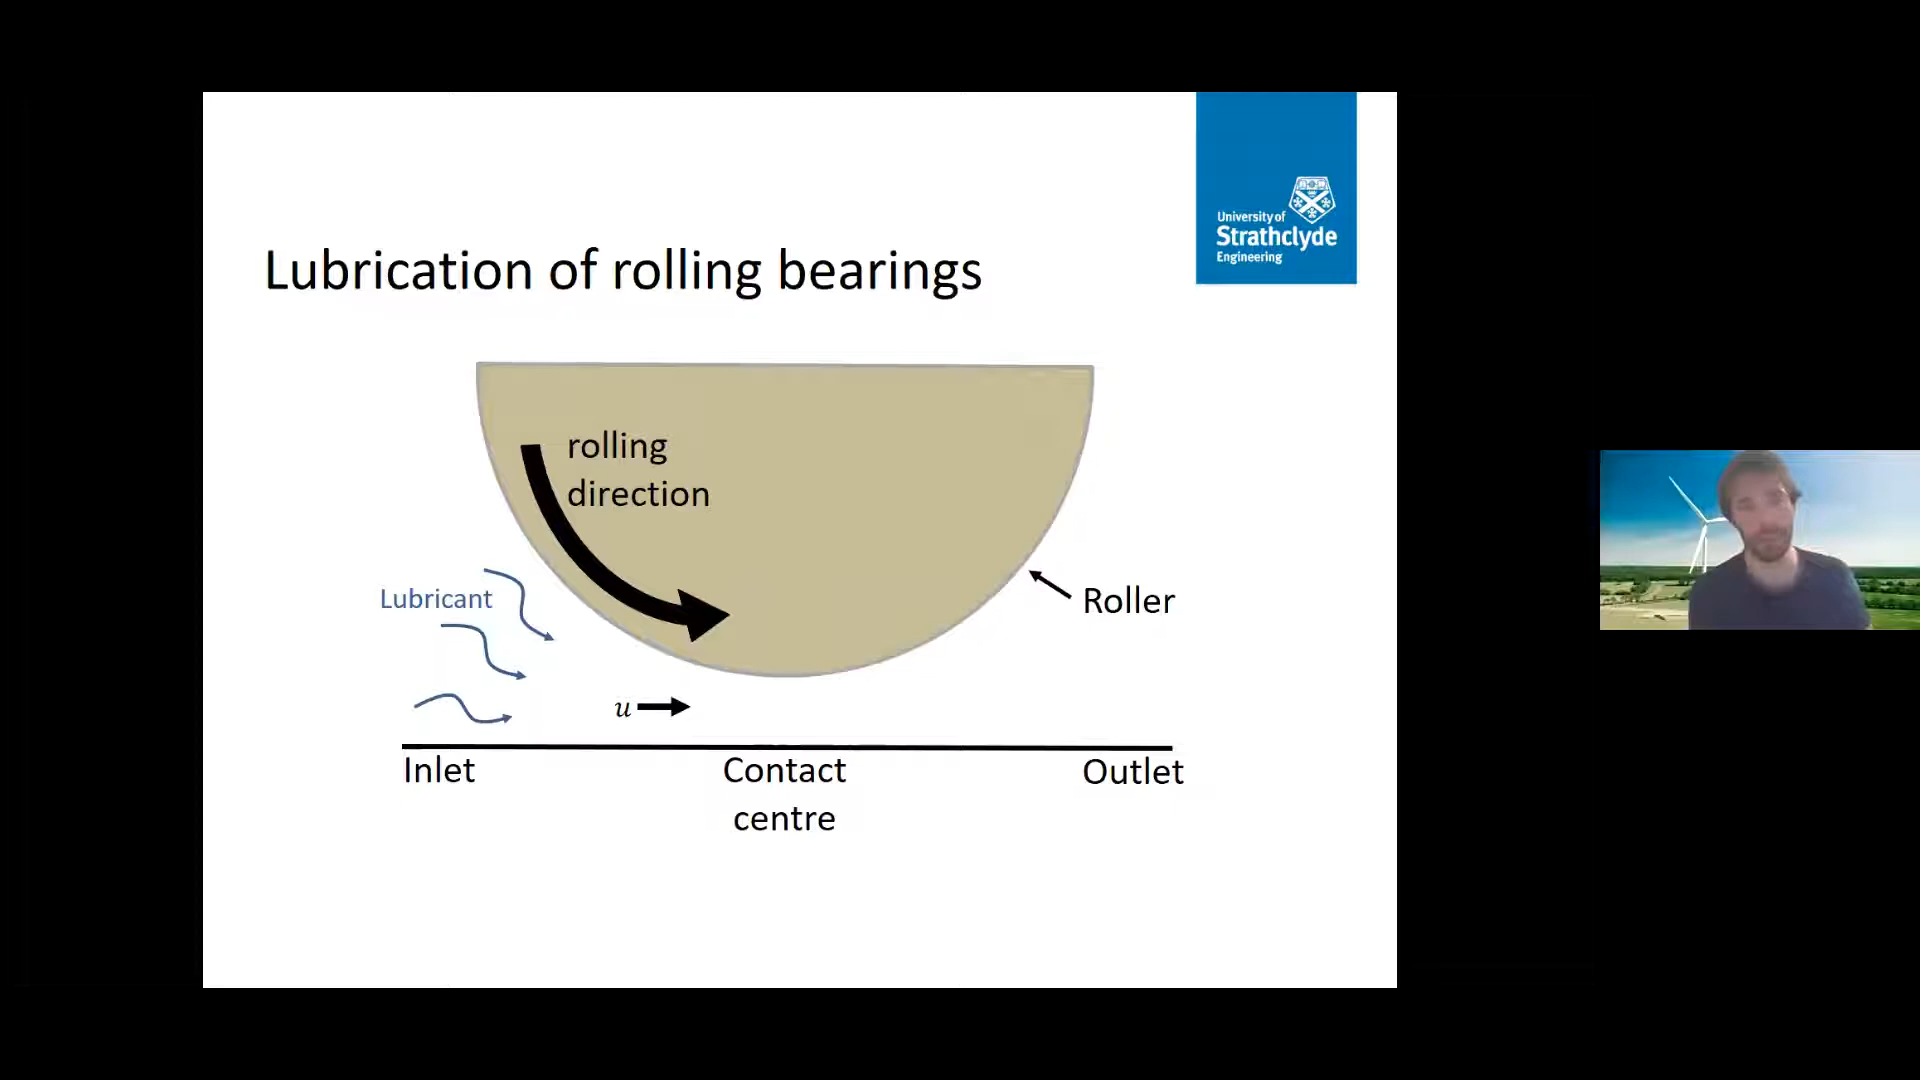 University of
Strathclyde
Engineering
Lubrication of rolling bearings
rolling
direction
Lubricant
Roller
u
Inlet
Contact
centre
Outlet